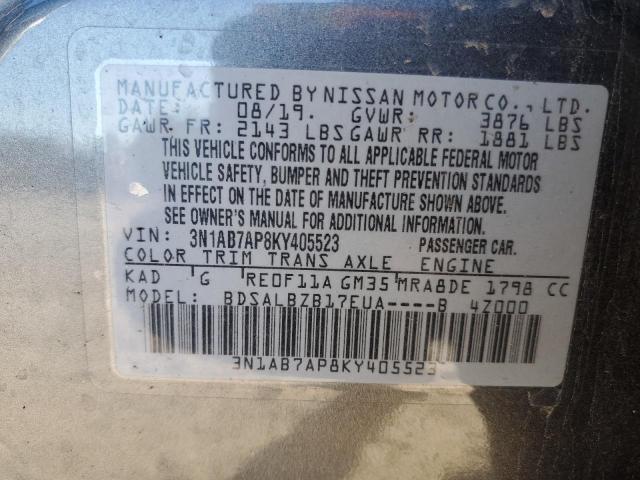 MANUFACTURED BY NISSAN MOTOR CO., LTD.
DATE: 08/19. GVWR: 3876 LBS
GAWR FR: 2143 LBS GAWR RR: 1881 LBS
THIS VEHICLE CONFORMS TO ALL APPLICABLE FEDERAL MOTOR
VEHICLE SAFETY, BUMPER AND THEFT PREVENTION STANDARDS
IN EFFECT ON THE DATE OF MANUFACTURE SHOWN ABOVE.
SEE OWNER'S MANUAL FOR ADDITIONAL INFORMATION.
VIN: 3N1AB7AP8KY405523 PASSENGER CAR.
COLOR TRIM TRANS AXLE ENGINE
KAD G RE0F11A GM35 MRA8DE 1798 CC
MODEL: BDSALBZB17EUA----B 4Z000
3N1AB7AP8KY405523